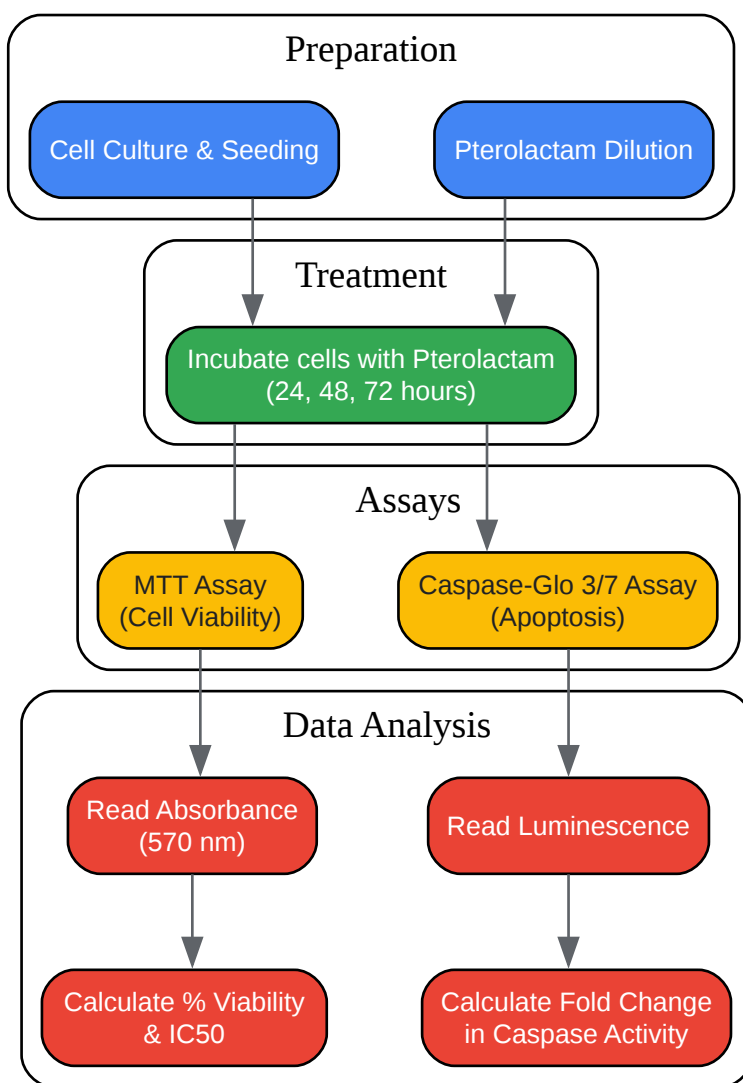 Preparation
Cell Culture & Seeding
Pterolactam Dilution
Treatment
Incubate cells with Pterolactam
(24, 48, 72 hours)
Assays
MTT Assay
(Cell Viability)
Caspase-Glo 3/7 Assay
(Apoptosis)
Data Analysis
Read Absorbance
(570 nm)
Read Luminescence
Calculate % Viability
& IC50
Calculate Fold Change
in Caspase Activity